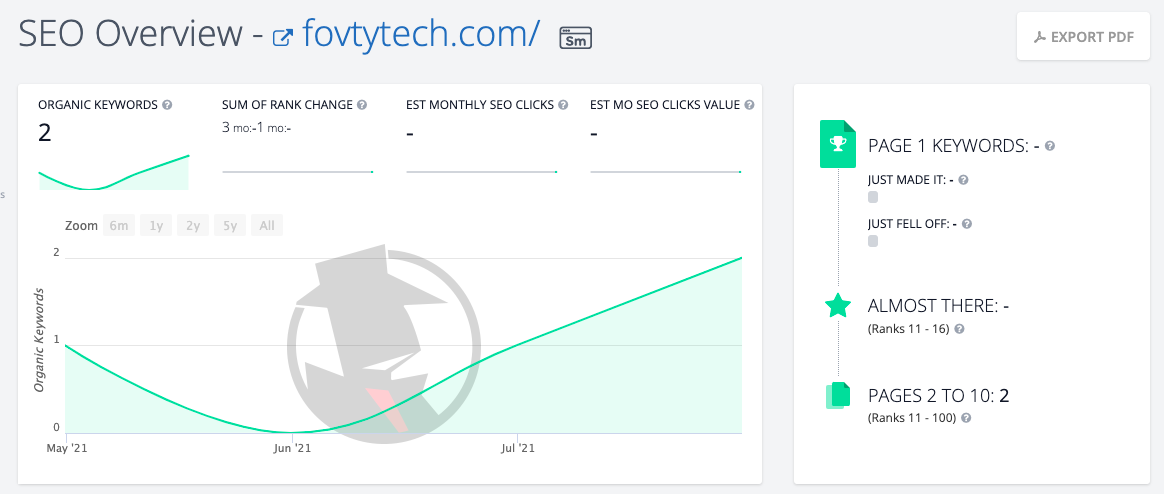 SEO Overview - fovtytech.com/ Sm
EXPORT PDF
ORGANIC KEYWORDS ?
2
SUM OF RANK CHANGE ?
3 mo:-1 mo:-
EST MONTHLY SEO CLICKS ?
-
EST MO SEO CLICKS VALUE ?
-
s
Zoom 6m 1y 2y 5y All
Organic Keywords
2
1
0
May '21 Jun '21 Jul '21
PAGE 1 KEYWORDS: - ?
JUST MADE IT: - ?
JUST FELL OFF: - ?
ALMOST THERE: -
(Ranks 11 - 16) ?
PAGES 2 TO 10: 2
(Ranks 11 - 100) ?